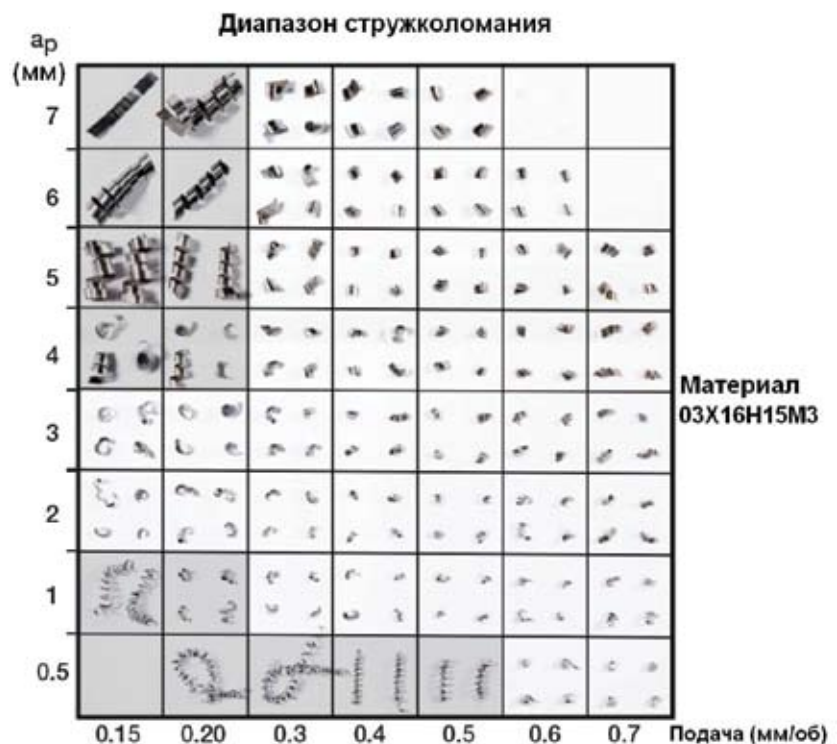 Диапазон стружколомания
ap
(мм)
7
6
5
4
3
2
1
0.5
Материал
03Х16Н15М3
0.15 0.20 0.3 0.4 0.5 0.6 0.7 Подача (мм/об)